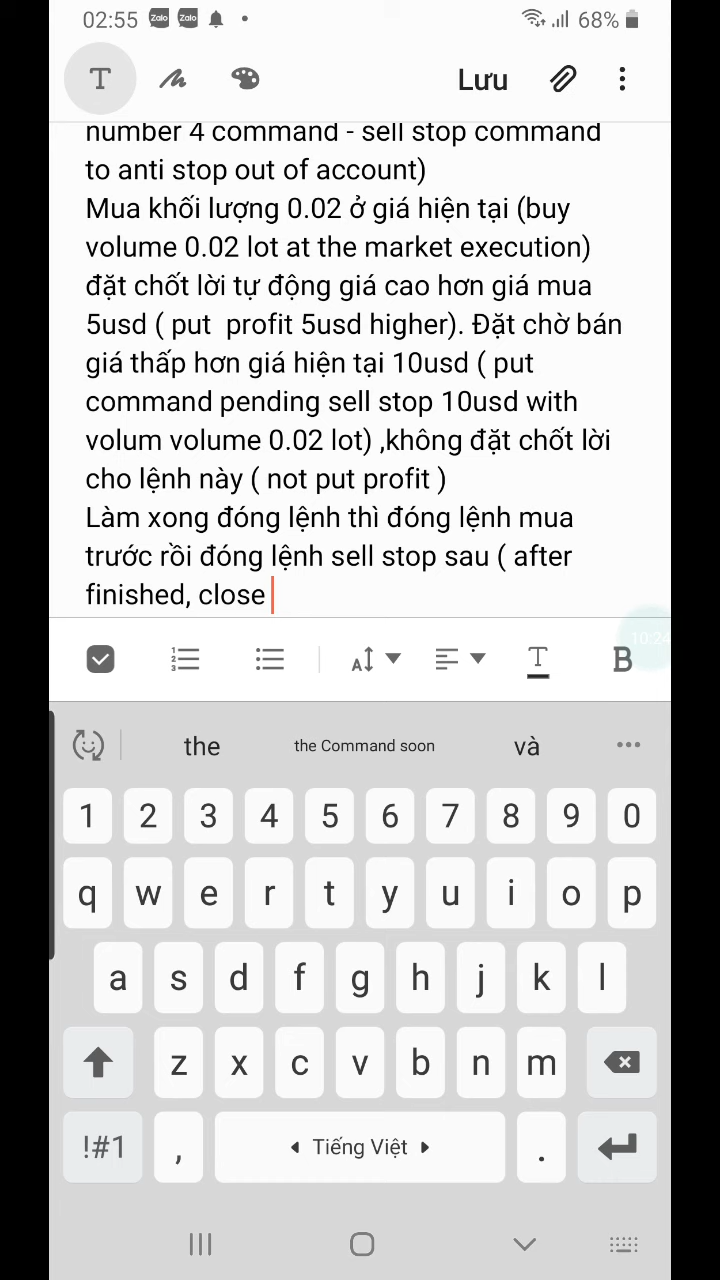 02:55 Zalo Zalo 68%
T Lưu
number 4 command - sell stop command
to anti stop out of account)
Mua khối lượng 0.02 ở giá hiện tại (buy
volume 0.02 lot at the market execution)
đặt chốt lời tự động giá cao hơn giá mua
5usd ( put  profit 5usd higher). Đặt chờ bán
giá thấp hơn giá hiện tại 10usd ( put
command pending sell stop 10usd with
volum volume 0.02 lot) ,không đặt chốt lời
cho lệnh này ( not put profit )
Làm xong đóng lệnh thì đóng lệnh mua
trước rồi đóng lệnh sell stop sau ( after
finished, close
10:24
1 2 3 A T B
the the Command soon và
1 2 3 4 5 6 7 8 9 0
q w e r t y u i o p
a s d f g h j k l
z x c v b n m
!#1 , Tiếng Việt .